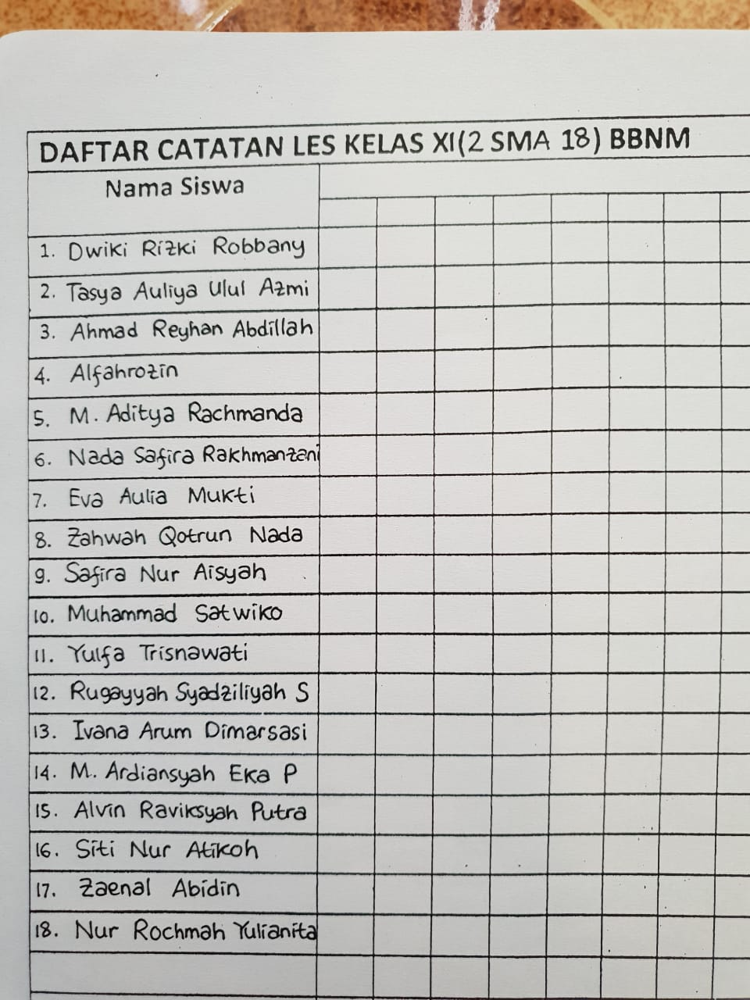 DAFTAR CATATAN LES KELAS XI(2 SMA 18) BBNM
Nama Siswa
1. Dwiki Rizki Robbany
2. Tasya Auliya Ulul Azmi
3. Ahmad Reyhan Abdillah
4. Alfahrozin
5. M. Aditya Rachmanda
6. Nada Safira Rakhmanzani
7. Eva Aulia Mukti
8. Zahwah Qotrun Nada
9. Safira Nur Aisyah
10. Muhammad Satwiko
11. Yulfa Trisnawati
12. Rugayyah Syadziliyah S
13. Ivana Arum Dimarsasi
14. M. Ardiansyah Eka P
15. Alvin Raviksyah Putra
16. Siti Nur Atikoh
17. Zaenal Abidin
18. Nur Rochmah Yulianita